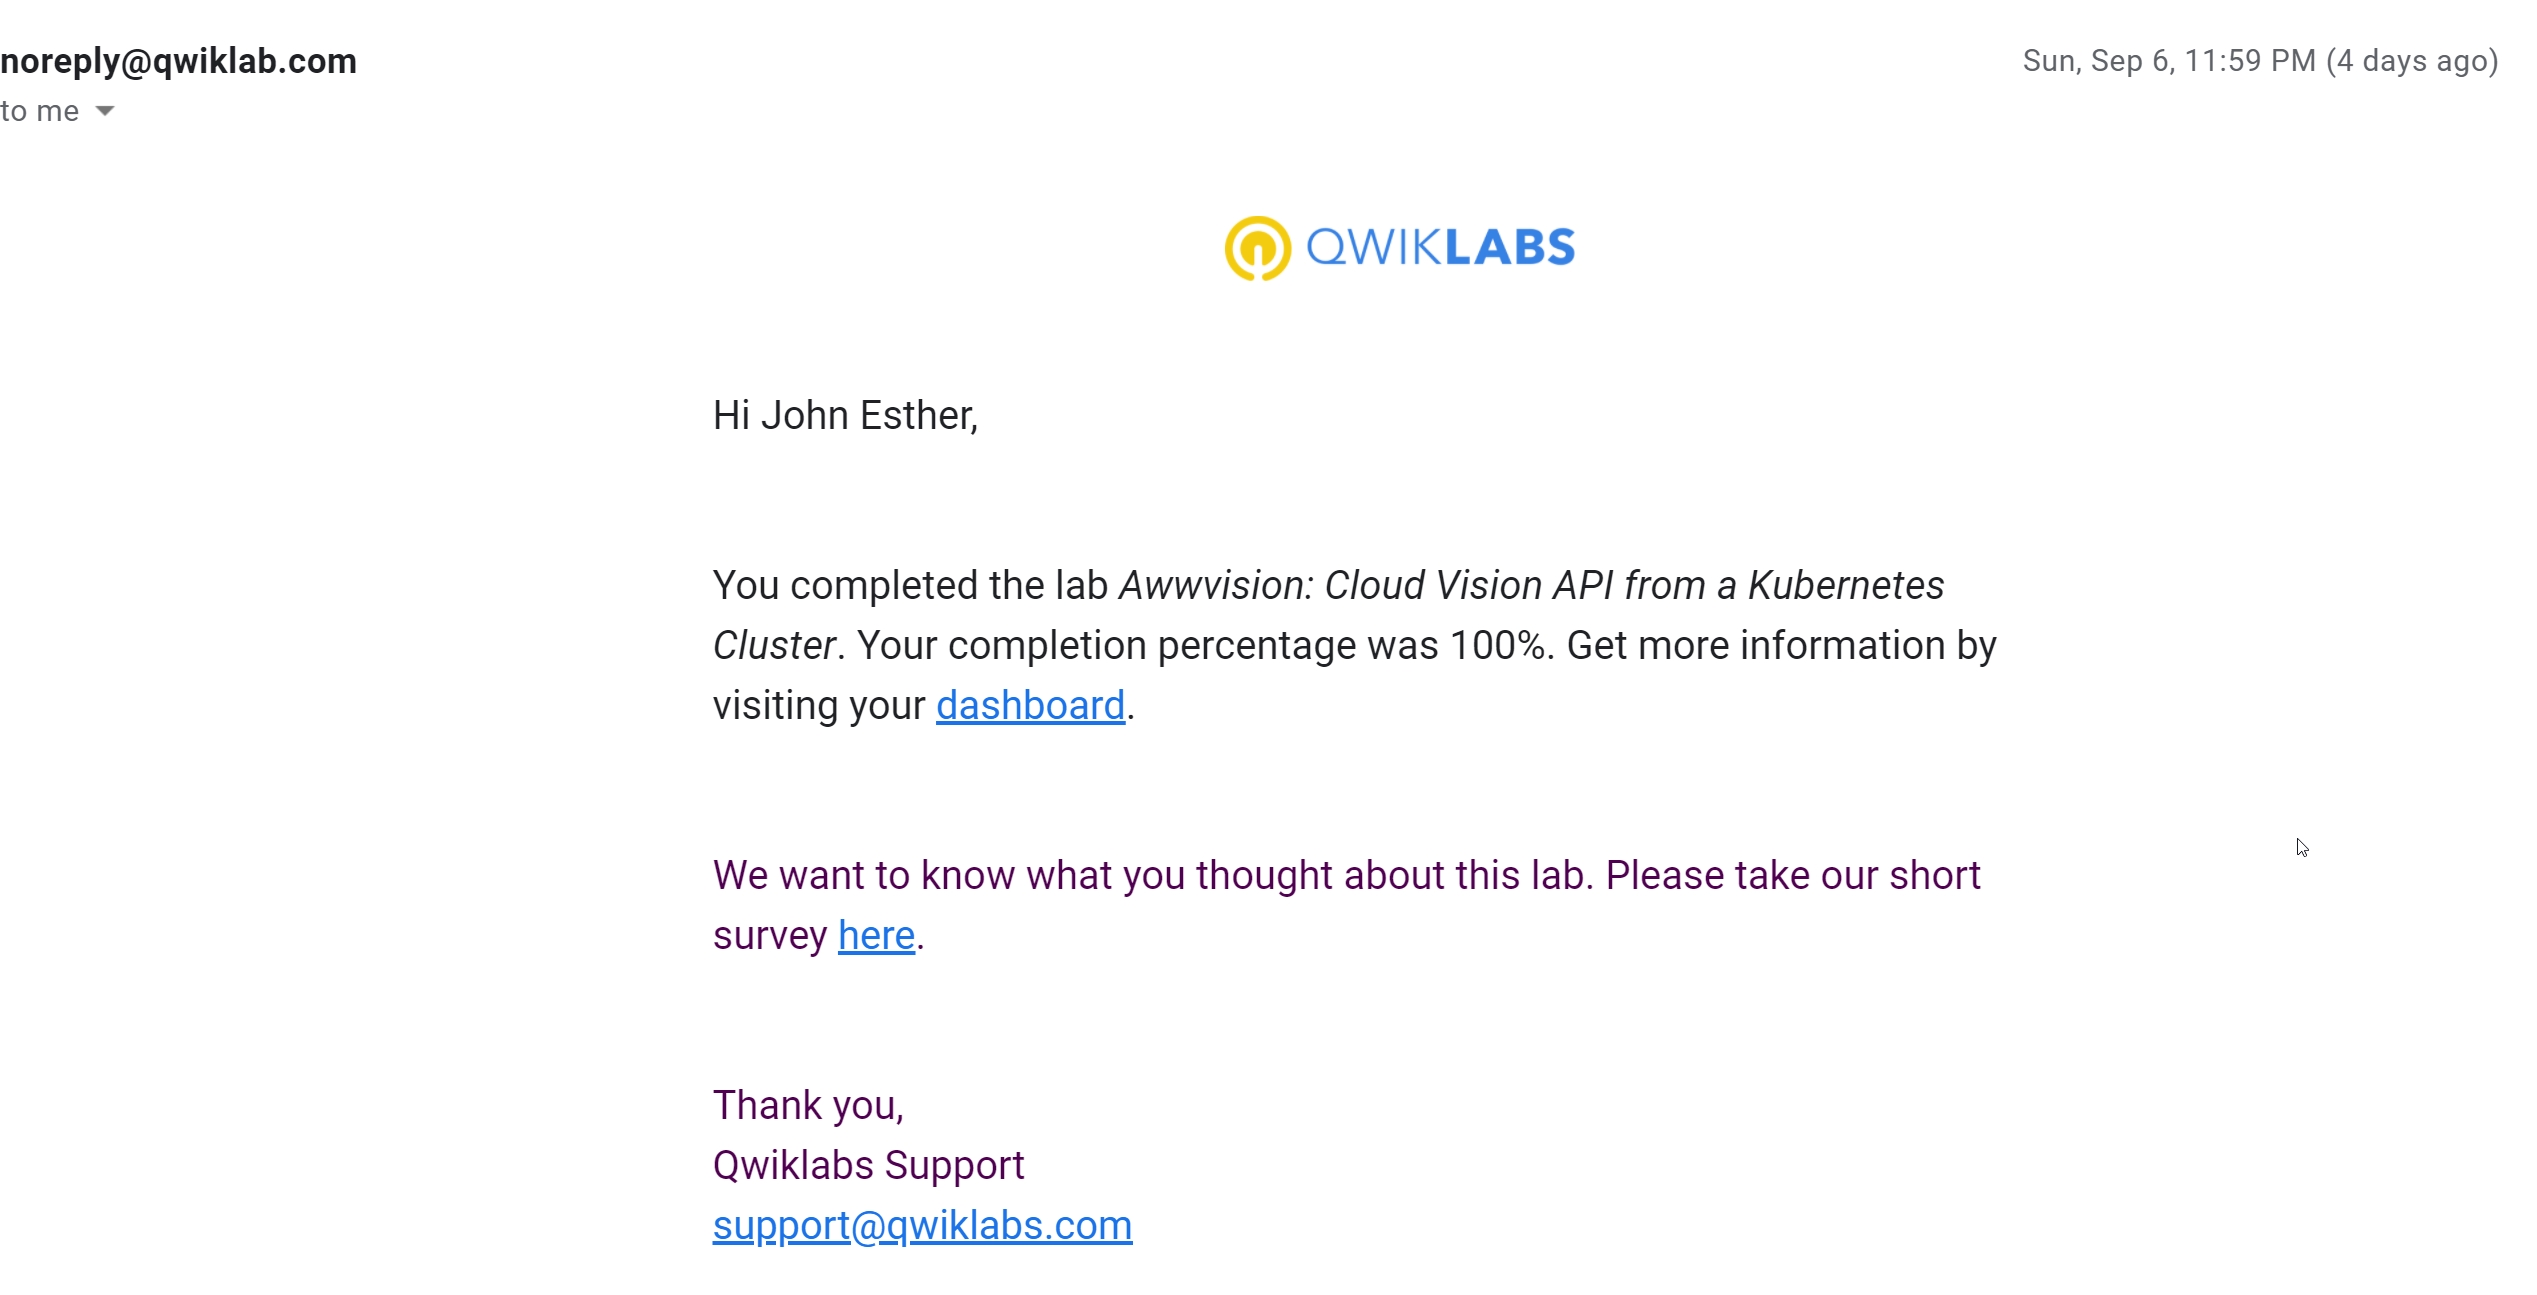 noreply@qwiklab.com
Sun, Sep 6, 11:59 PM (4 days ago)
to me
QWIKLABS
Hi John Esther,
You completed the lab Awwvision: Cloud Vision API from a Kubernetes
Cluster. Your completion percentage was 100%. Get more information by
visiting your dashboard.
We want to know what you thought about this lab. Please take our short
survey here.
Thank you,
Qwiklabs Support
support@qwiklabs.com